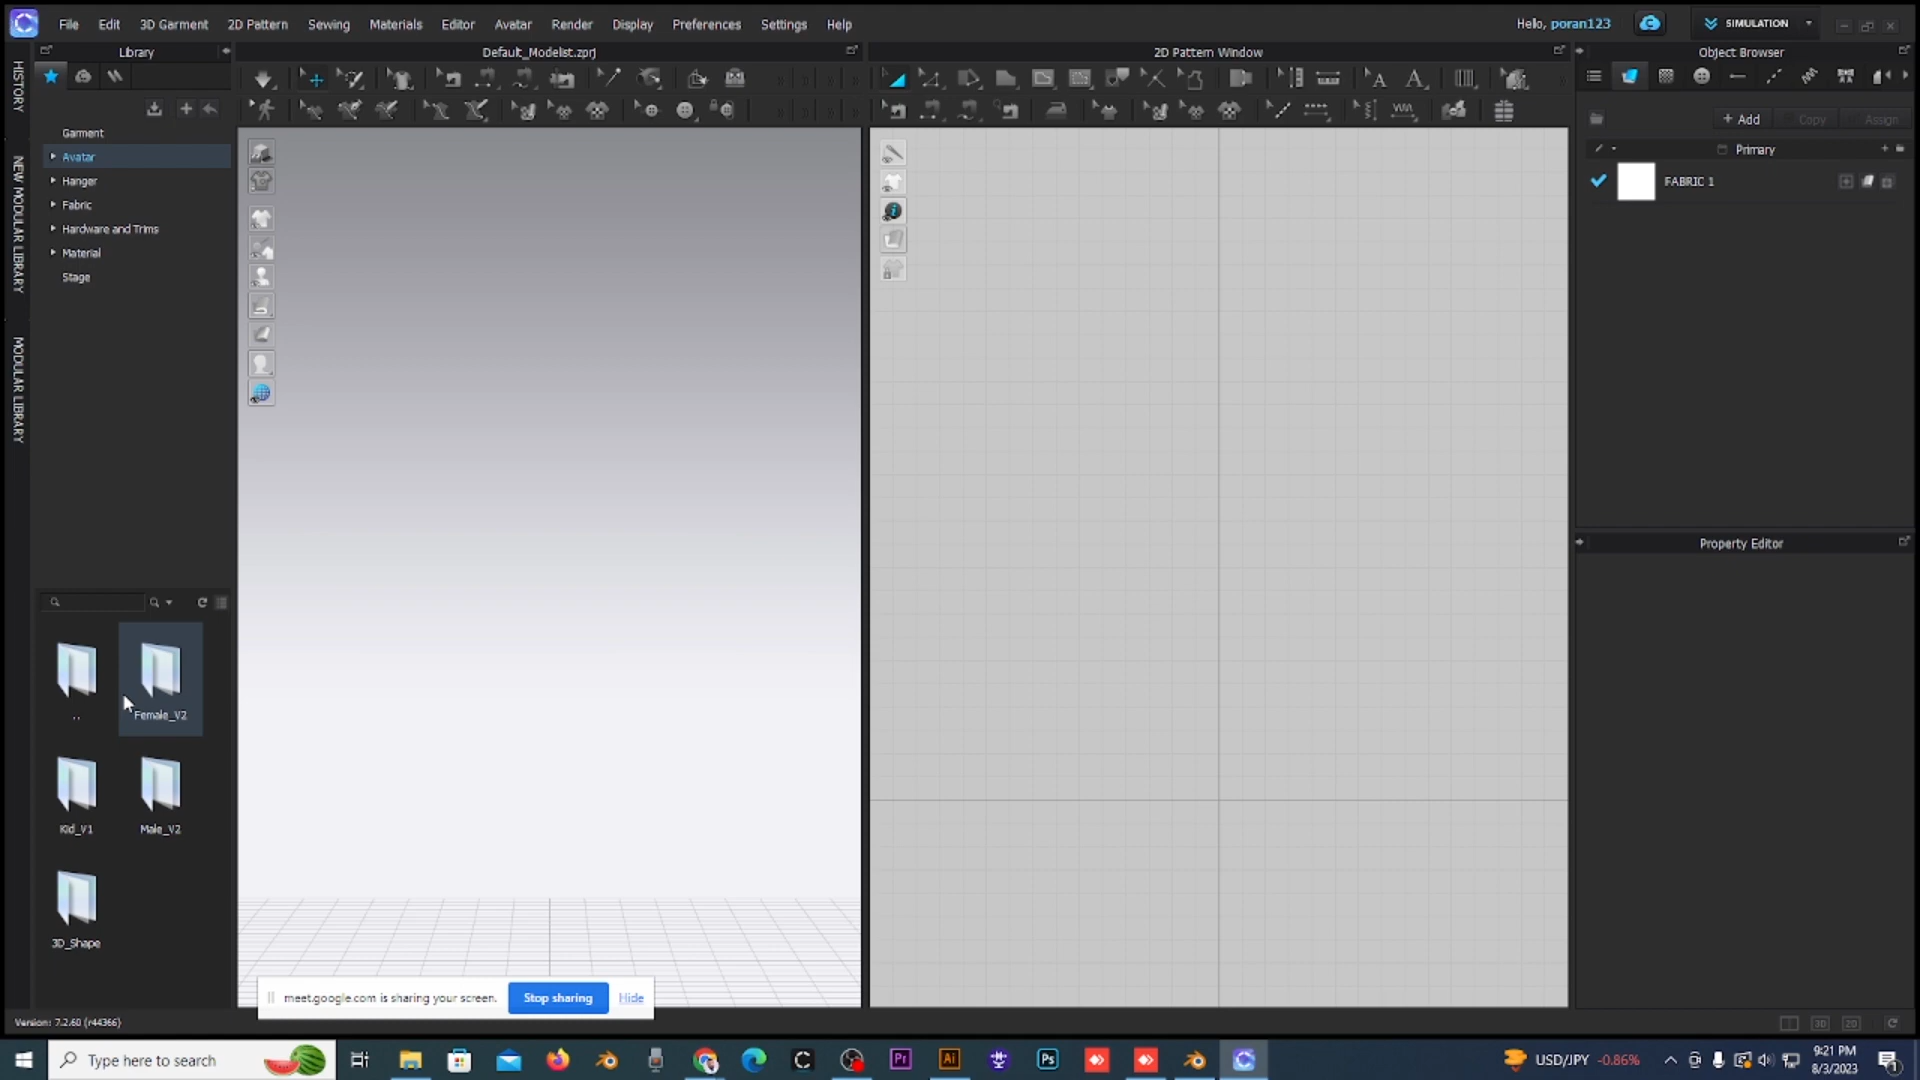 File Edit 3D Garment 2D Pattern Sewing Materials Editor Avatar Render Display Preferences Settings Help
Hello, poran123
SIMULATION
Library
Default_Modelist.zprj
2D Pattern Window
Object Browser
HISTORY
NEW MODULAR LIBRARY
MODULAR LIBRARY
Garment
Avatar
Hanger
Fabric
Hardware and Trims
Material
Stage
+ Add Copy Assign
Primary
FABRIC 1
Property Editor
..
Female_V2
Kid_V1
Male_V2
3D_Shape
meet.google.com is sharing your screen.
Stop sharing
Hide
Version: 7.2.60 (r44366)
3D
2D
Type here to search
USD/JPY -0.86%
9:21 PM
8/3/2023